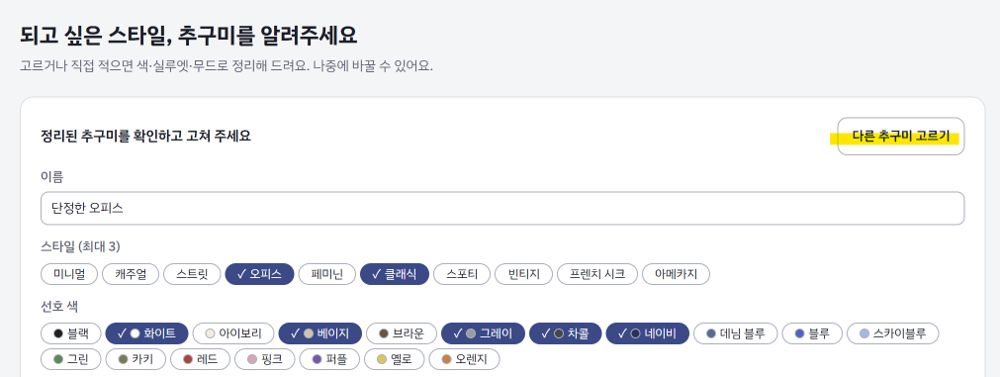 되고 싶은 스타일, 추구미를 알려주세요
고르거나 직접 적으면 색·실루엣·무드로 정리해 드려요. 나중에 바꿀 수 있어요.
정리된 추구미를 확인하고 고쳐 주세요
다른 추구미 고르기
이름
단정한 오피스
스타일 (최대 3)
미니멀 캐주얼 스트릿 ✓ 오피스 페미닌 ✓ 클래식 스포티 빈티지 프렌치 시크 아메카지
선호 색
블랙 ✓ 화이트 아이보리 ✓ 베이지 브라운 ✓ 그레이 ✓ 차콜 ✓ 네이비 데님 블루 블루 스카이블루
그린 카키 레드 핑크 퍼플 옐로 오렌지